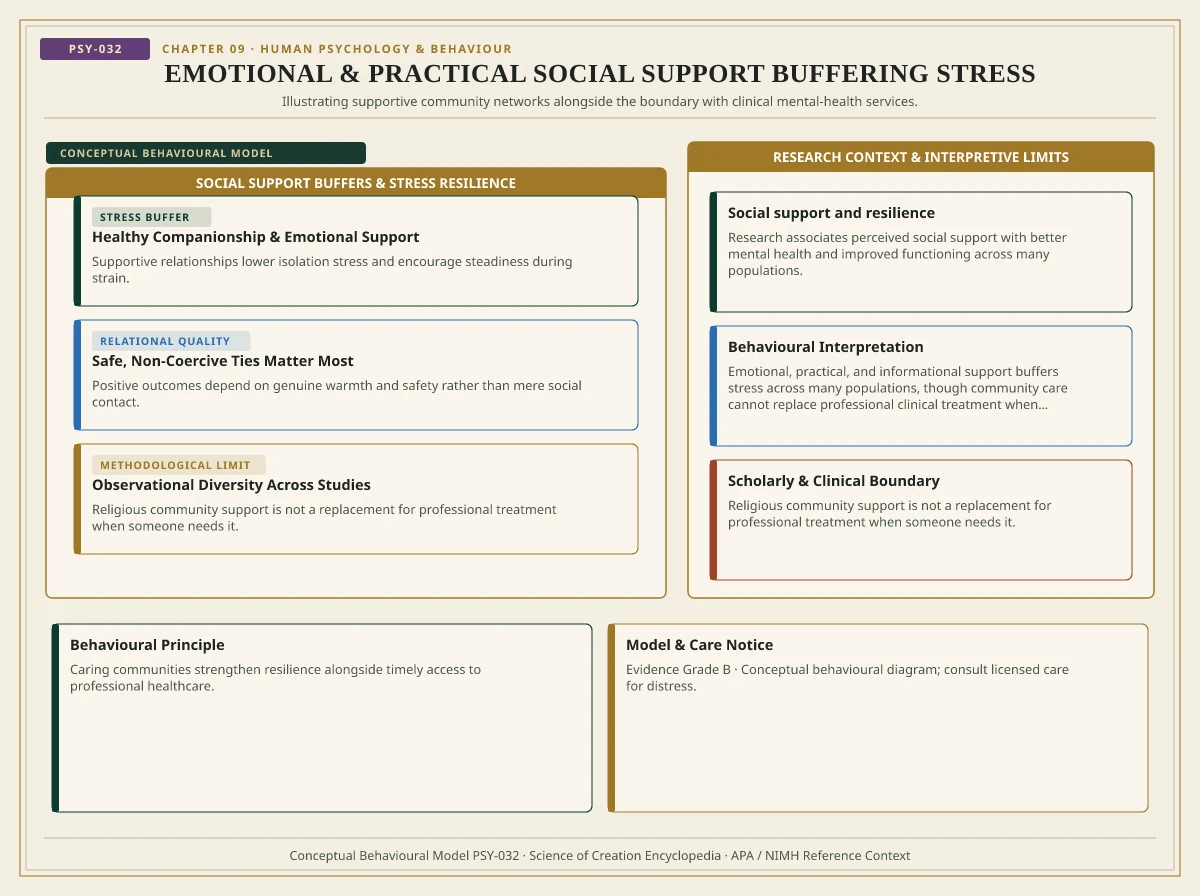 PSY-032
CHAPTER 09 · HUMAN PSYCHOLOGY & BEHAVIOUR
EMOTIONAL & PRACTICAL SOCIAL SUPPORT BUFFERING STRESS
Illustrating supportive community networks alongside the boundary with clinical mental-health services.
CONCEPTUAL BEHAVIOURAL MODEL
SOCIAL SUPPORT BUFFERS & STRESS RESILIENCE
STRESS BUFFER
Healthy Companionship & Emotional Support
Supportive relationships lower isolation stress and encourage steadiness during
strain.
RELATIONAL QUALITY
Safe, Non-Coercive Ties Matter Most
Positive outcomes depend on genuine warmth and safety rather than mere social
contact.
METHODOLOGICAL LIMIT
Observational Diversity Across Studies
Religious community support is not a replacement for professional treatment
when someone needs it.
RESEARCH CONTEXT & INTERPRETIVE LIMITS
Social support and resilience
Research associates perceived social support with better
mental health and improved functioning across many
populations.
Behavioural Interpretation
Emotional, practical, and informational support buffers
stress across many populations, though community care
cannot replace professional clinical treatment when...
Scholarly & Clinical Boundary
Religious community support is not a replacement for
professional treatment when someone needs it.
Behavioural Principle
Caring communities strengthen resilience alongside timely access to
professional healthcare.
Model & Care Notice
Evidence Grade B · Conceptual behavioural diagram; consult licensed care
for distress.
Conceptual Behavioural Model PSY-032 · Science of Creation Encyclopedia · APA / NIMH Reference Context